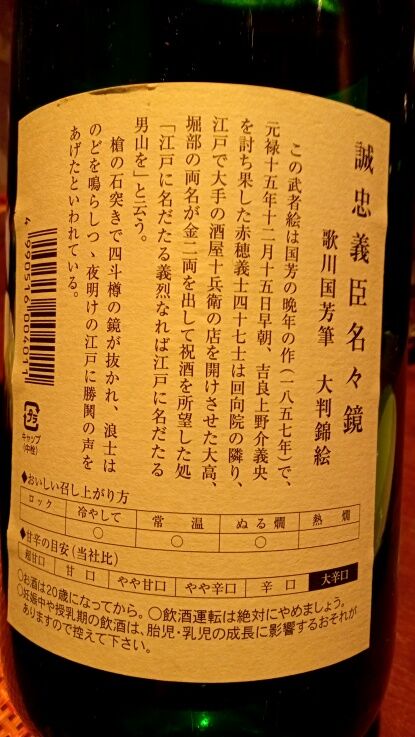 誠忠義臣名々鏡
歌川国芳筆　大判錦絵
この武者絵は国芳の晩年の作(一八五七年)で、
元禄十五年十二月十五日早朝、吉良上野介義央
を討ち果した赤穂義士四十七士は回向院の隣り、
江戸で大手の酒屋十兵衛の店を開けさせた大高、
堀部の両名が金二両を出して祝酒を所望した処
「江戸に名だたる義烈なれば江戸に名だたる
男山を」と云う。
槍の石突きで四斗樽の鏡が抜かれ、浪士は
のどを鳴らしつゝ夜明けの江戸に勝鬨の声を
あげたといわれている。
4 990516 004011
プラ
キャップ
(中栓)
◆おいしい召し上がり方
ロック 冷やして 常温 ぬる燗 熱燗
○ ○ ○
◆甘辛の目安(当社比)
超甘口 甘口 やや甘口 やや辛口 辛口 大辛口
○お酒は20歳になってから。○飲酒運転は絶対にやめましょう。
○妊娠中や授乳期の飲酒は、胎児・乳児の成長に影響するおそれが
ありますので控えて下さい。